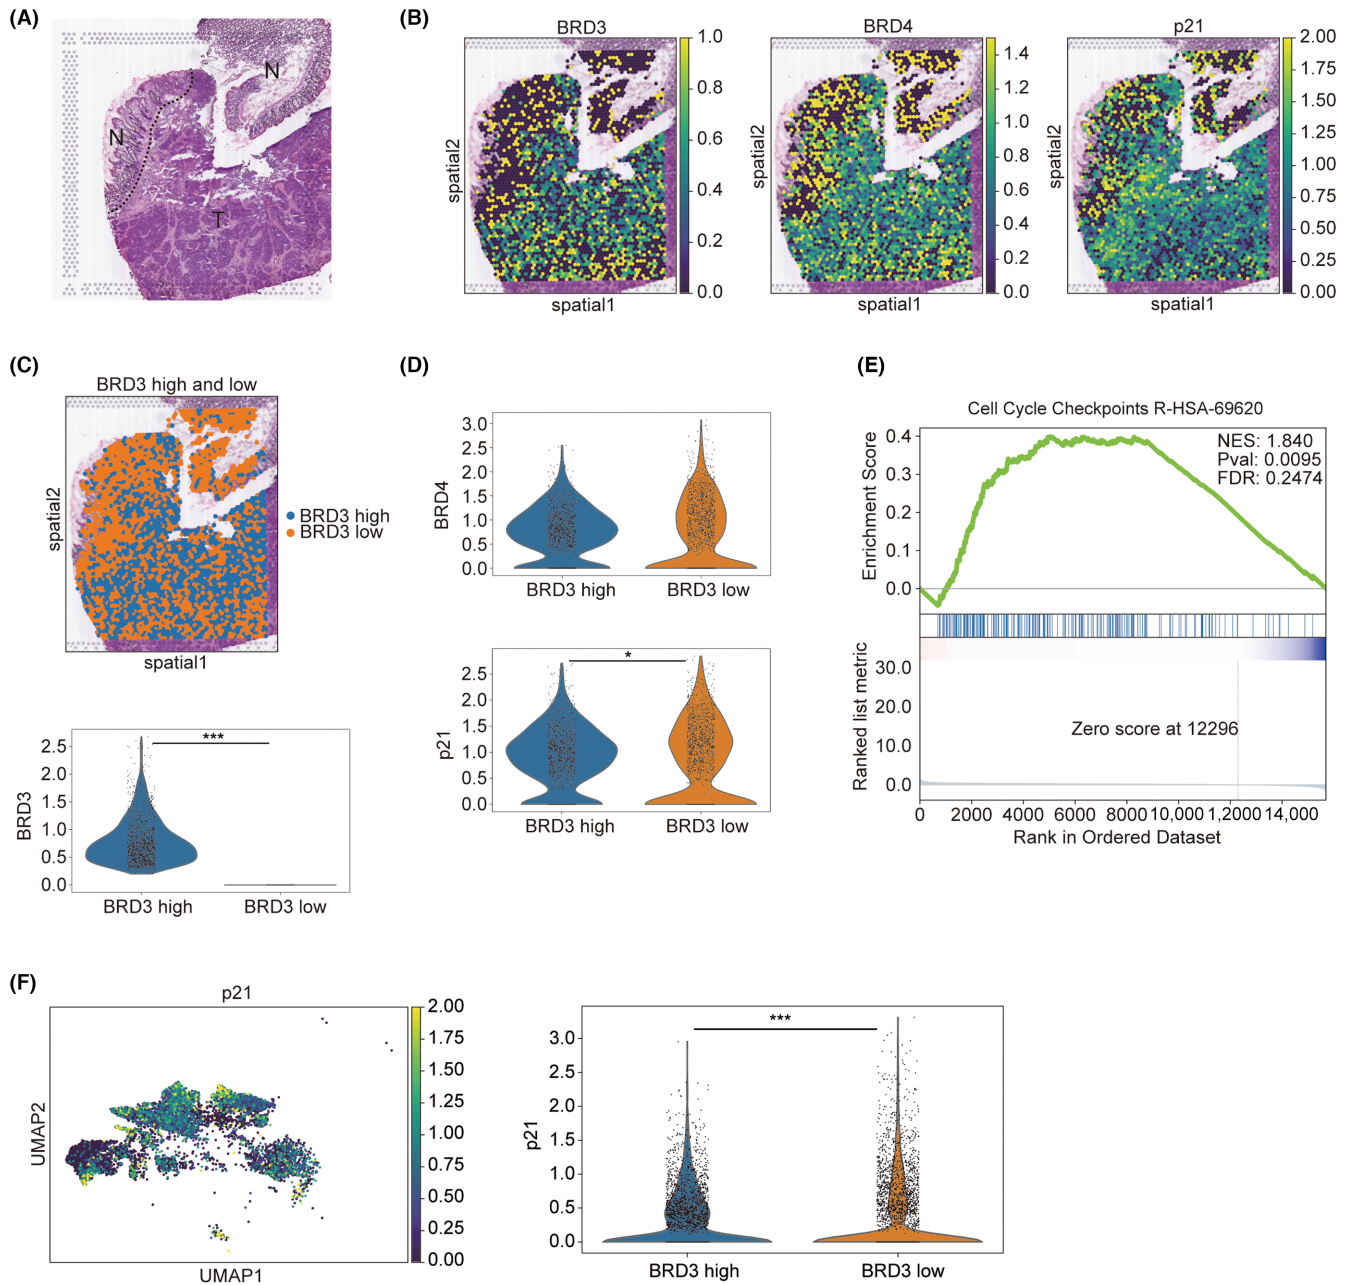 (A)
N
N
T
(B)
BRD3
spatial2
spatial1
1.0
0.8
0.6
0.4
0.2
0.0
BRD4
spatial2
spatial1
1.4
1.2
1.0
0.8
0.6
0.4
0.2
0.0
p21
spatial2
spatial1
2.00
1.75
1.50
1.25
1.00
0.75
0.50
0.25
0.00
(C)
BRD3 high and low
spatial2
spatial1
BRD3 high
BRD3 low
BRD3
2.5
2.0
1.5
1.0
0.5
0.0
***
BRD3 high BRD3 low
(D)
BRD4
3.0
2.5
2.0
1.5
1.0
0.5
0.0
BRD3 high BRD3 low
p21
2.5
2.0
1.5
1.0
0.5
0.0
*
BRD3 high BRD3 low
(E)
Cell Cycle Checkpoints R-HSA-69620
Enrichment Score
0.4
0.3
0.2
0.1
0.0
NES: 1.840
Pval: 0.0095
FDR: 0.2474
Ranked list metric
30.0
20.0
10.0
0.0
Zero score at 12296
0 2000 4000 6000 8000 10,000 1,2000 14,000
Rank in Ordered Dataset
(F)
p21
UMAP2
UMAP1
2.00
1.75
1.50
1.25
1.00
0.75
0.50
0.25
0.00
p21
3.0
2.5
2.0
1.5
1.0
0.5
0.0
***
BRD3 high BRD3 low